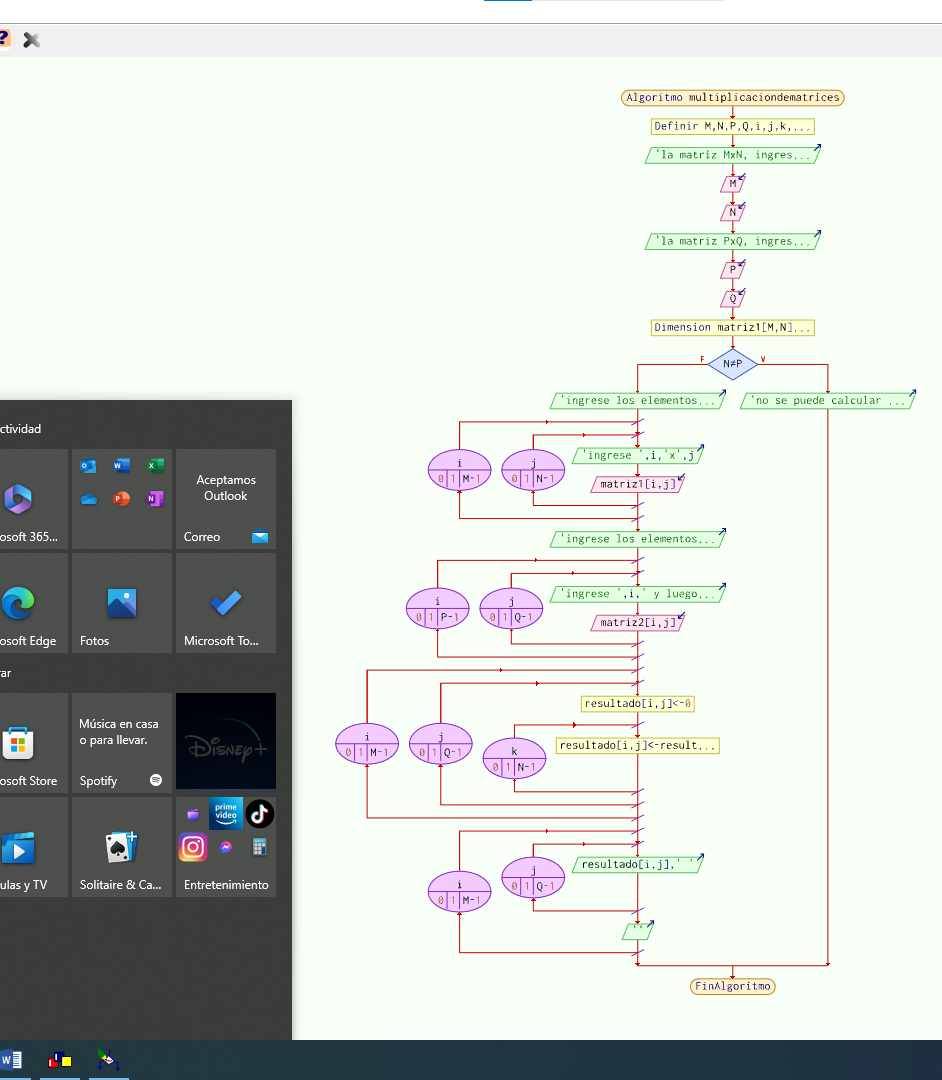 ?
Algoritmo multiplicaciondematrices
Definir M,N,P,Q,i,j,k,...
'la matriz MxN, ingres...
M
N
'la matriz PxQ, ingres...
P
Q
Dimension matriz1[M,N]...
F
N≠P
V
'ingrese los elementos...
'no se puede calcular ...
i
0 1 M-1
j
0 1 N-1
'ingrese ',i,'x',j
matriz1[i,j]
'ingrese los elementos...
i
0 1 P-1
j
0 1 Q-1
'ingrese ',i,' y luego...
matriz2[i,j]
resultado[i,j]<-0
i
0 1 M-1
j
0 1 Q-1
k
0 1 N-1
resultado[i,j]<-result...
i
0 1 M-1
j
0 1 Q-1
resultado[i,j],' '
''
FinAlgoritmo
ctividad
osoft 365...
Aceptamos
Outlook
Correo
osoft Edge
Fotos
Microsoft To...
rar
osoft Store
Música en casa
o para llevar.
Spotify
Disney+
ulas y TV
Solitaire & Ca...
prime
video
Entretenimiento